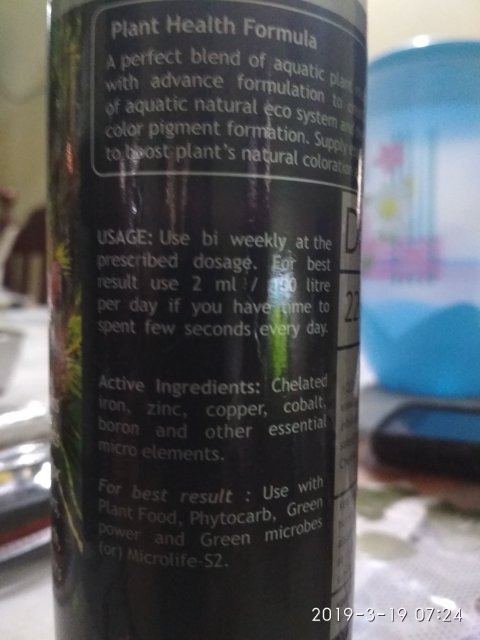 Plant Health Formula
A perfect blend of aquatic plant
with advance formulation to
of aquatic natural eco system and
color pigment formation. Supply
to boost plant's natural coloration
USAGE: Use bi weekly at the
prescribed dosage. For best
result use 2 ml / 100 litre
per day if you have time to
spent few seconds every day.
Active Ingredients: Chelated
iron, zinc, copper, cobalt,
boron and other essential
micro elements.
For best result : Use with
Plant Food, Phytocarb, Green
power and Green microbes
(or) Microlife-S2.
D
22
2019-3-19 07:24